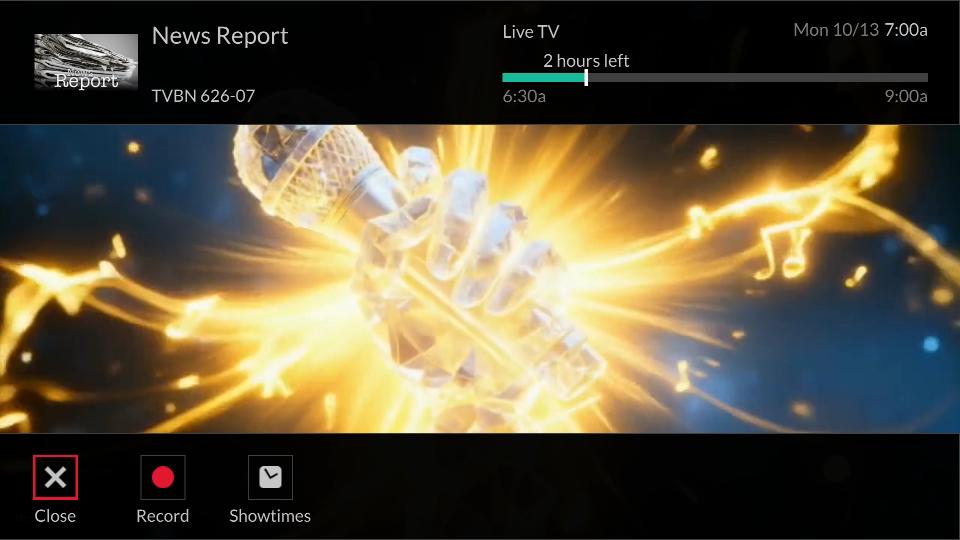 News Report
Report
TVBN 626-07
Live TV
Mon 10/13 7:00a
2 hours left
6:30a
9:00a
Close
Record
Showtimes